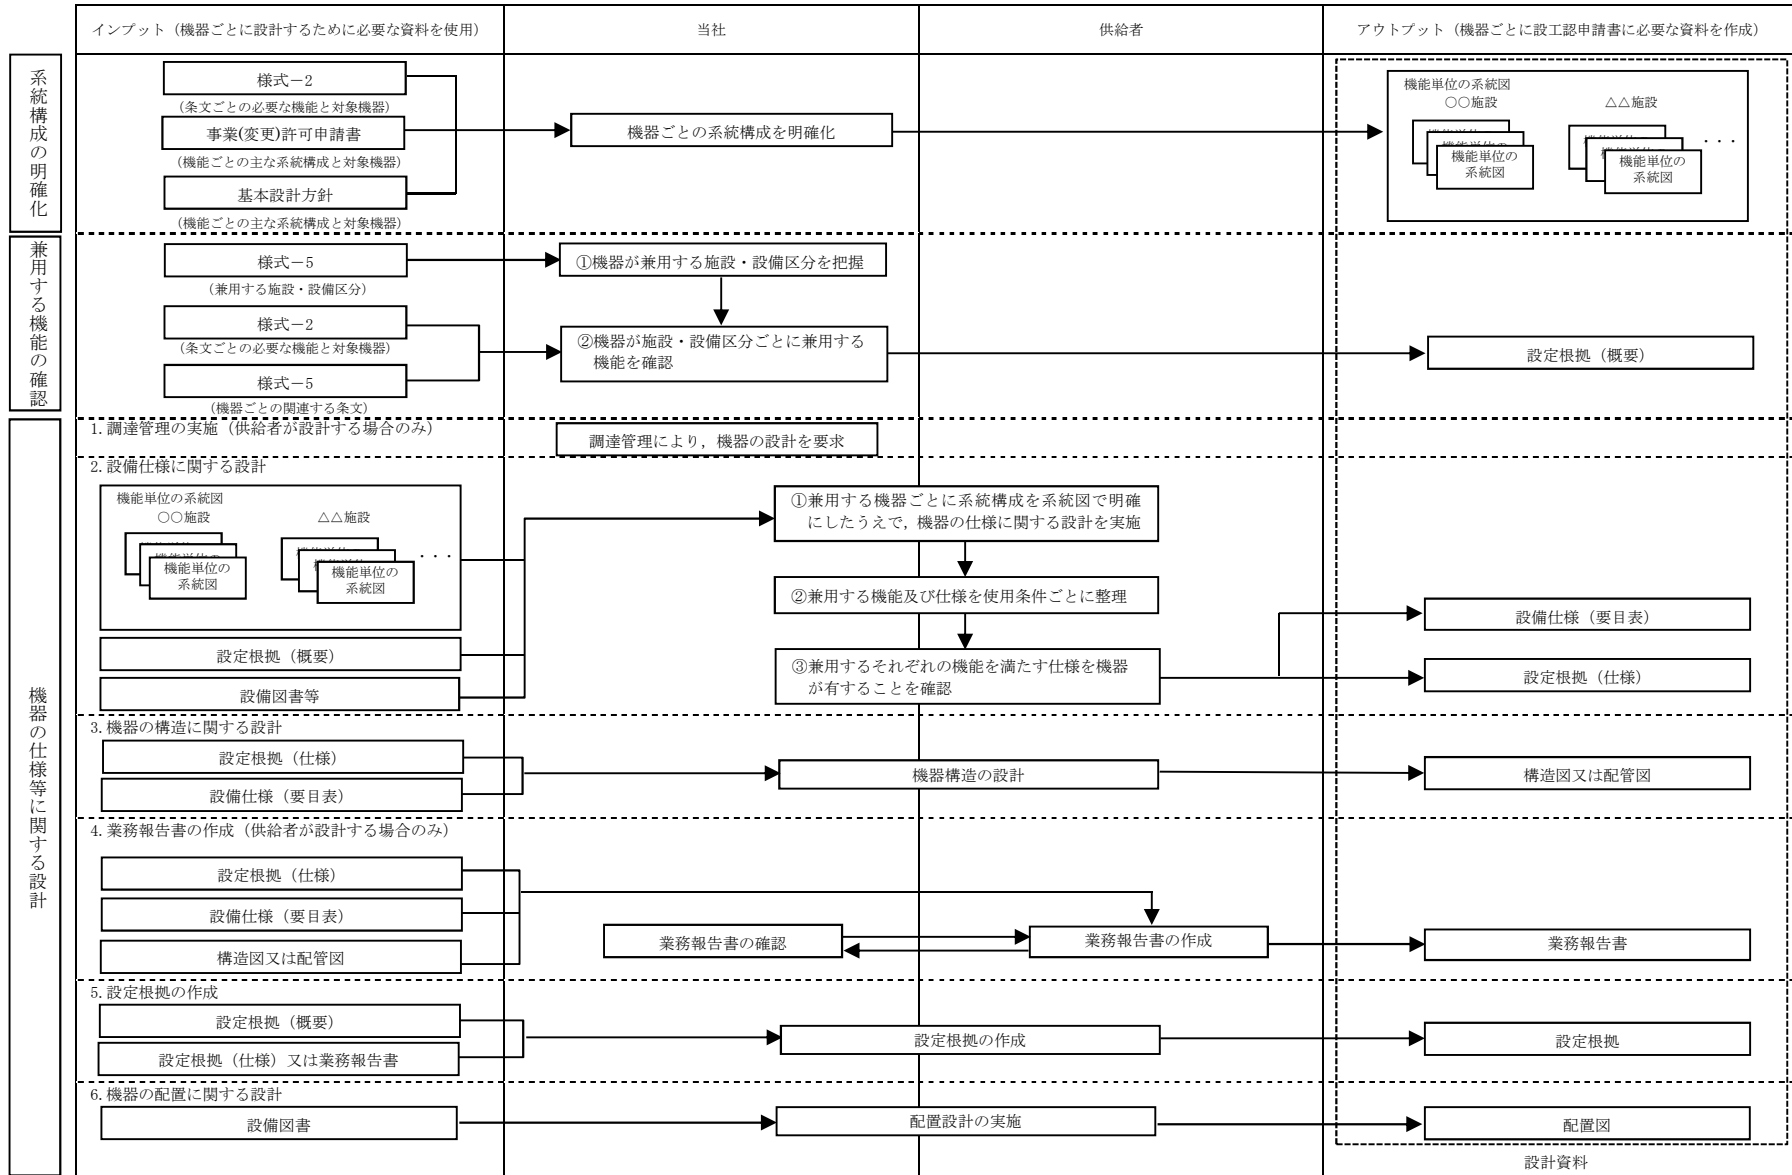 インプット（機器ごとに設計するために必要な資料を使用）
当社
供給者
アウトプット（機器ごとに設工認申請書に必要な資料を作成）
系統構成の明確化
様式－2
（条文ごとの必要な機能と対象機器）
事業(変更)許可申請書
（機能ごとの主な系統構成と対象機器）
基本設計方針
（機能ごとの主な系統構成と対象機器）
機器ごとの系統構成を明確化
機能単位の系統図
○○施設
△△施設
機能単位の
系統図
機能単位の
系統図
・・・
兼用する機能の確認
様式－5
（兼用する施設・設備区分）
様式－2
（条文ごとの必要な機能と対象機器）
様式－5
（機器ごとの関連する条文）
①機器が兼用する施設・設備区分を把握
②機器が施設・設備区分ごとに兼用する
機能を確認
設定根拠（概要）
機器の仕様等に関する設計
1. 調達管理の実施（供給者が設計する場合のみ）
調達管理により，機器の設計を要求
2. 設備仕様に関する設計
機能単位の系統図
○○施設
△△施設
機能単位の
系統図
機能単位の
系統図
・・・
設定根拠（概要）
設備図書等
①兼用する機器ごとに系統構成を系統図で明確
にしたうえで，機器の仕様に関する設計を実施
②兼用する機能及び仕様を使用条件ごとに整理
③兼用するそれぞれの機能を満たす仕様を機器
が有することを確認
設備仕様（要目表）
設定根拠（仕様）
3. 機器の構造に関する設計
設定根拠（仕様）
設備仕様（要目表）
機器構造の設計
構造図又は配管図
4. 業務報告書の作成（供給者が設計する場合のみ）
設定根拠（仕様）
設備仕様（要目表）
構造図又は配管図
業務報告書の確認
業務報告書の作成
業務報告書
5. 設定根拠の作成
設定根拠（概要）
設定根拠（仕様）又は業務報告書
設定根拠の作成
設定根拠
6. 機器の配置に関する設計
設備図書
配置設計の実施
配置図
設計資料